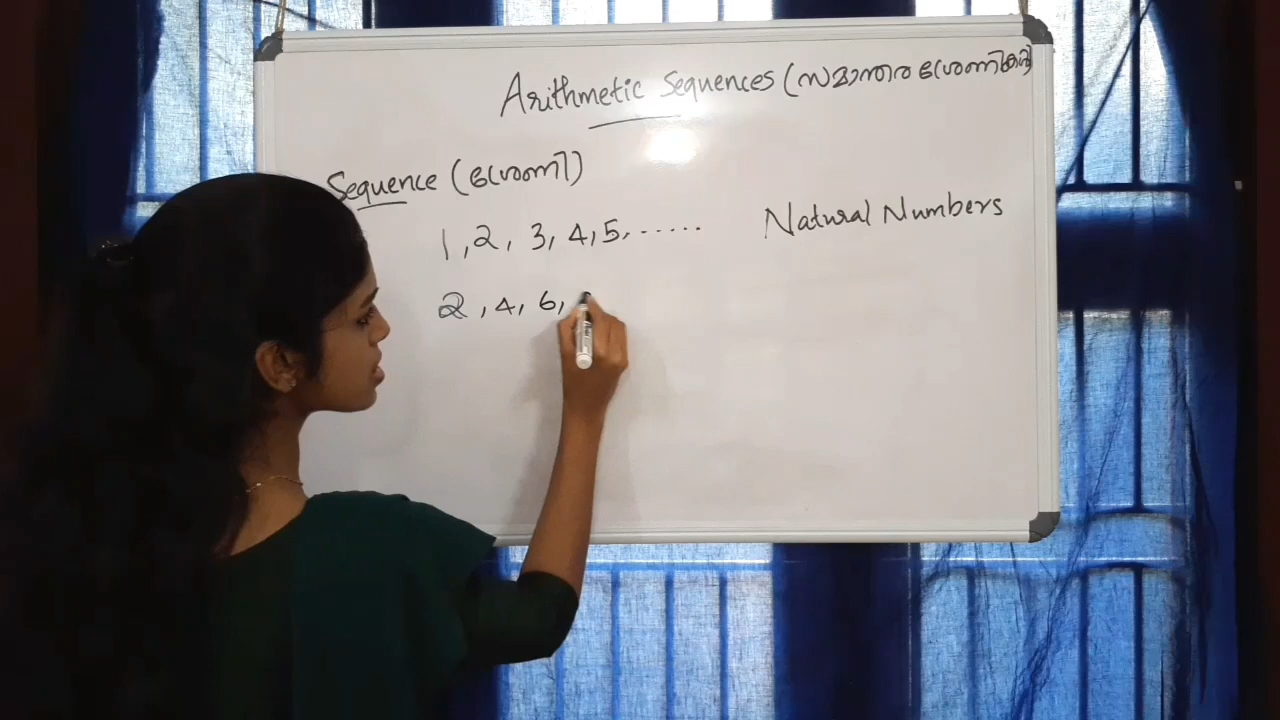 Arithmetic Sequences (സമാന്തര ശ്രേണികൾ)
Sequence (ശ്രേണി)
1, 2, 3, 4, 5, ..... Natural Numbers
2, 4, 6,